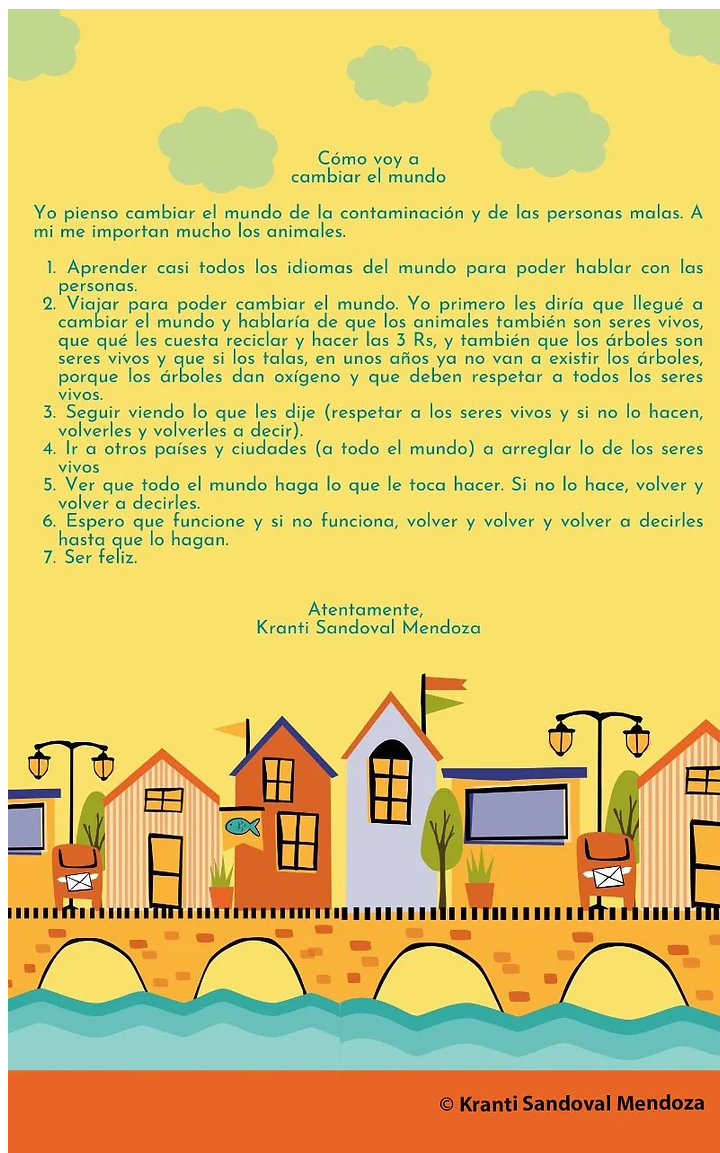 Cómo voy a
cambiar el mundo
Yo pienso cambiar el mundo de la contaminación y de las personas malas. A
mi me importan mucho los animales.
1. Aprender casi todos los idiomas del mundo para poder hablar con las
personas.
2. Viajar para poder cambiar el mundo. Yo primero les diría que llegué a
cambiar el mundo y hablaría de que los animales también son seres vivos,
que qué les cuesta reciclar y hacer las 3 Rs, y también que los árboles son
seres vivos y que si los talas, en unos años ya no van a existir los árboles,
porque los árboles dan oxígeno y que deben respetar a todos los seres
vivos.
3. Seguir viendo lo que les dije (respetar a los seres vivos y si no lo hacen,
volverles y volverles a decir).
4. Ir a otros países y ciudades (a todo el mundo) a arreglar lo de los seres
vivos
5. Ver que todo el mundo haga lo que le toca hacer. Si no lo hace, volver y
volver a decirles.
6. Espero que funcione y si no funciona, volver y volver y volver a decirles
hasta que lo hagan.
7. Ser feliz.
Atentamente,
Kranti Sandoval Mendoza
© Kranti Sandoval Mendoza